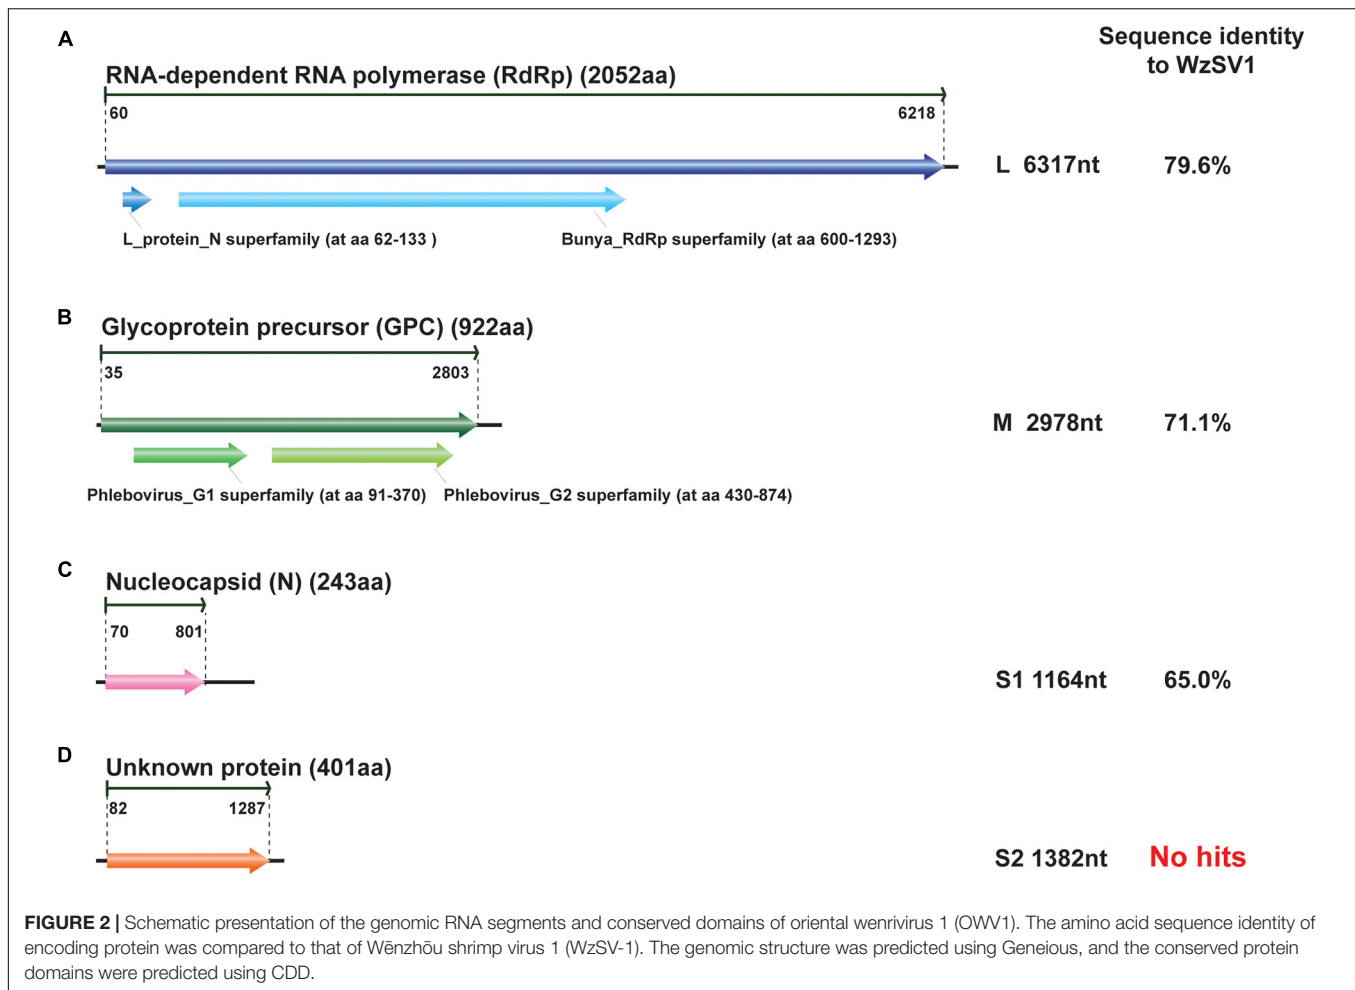 A
Sequence identity
to WzSV1
RNA-dependent RNA polymerase (RdRp) (2052aa)
60
6218
L 6317nt
79.6%
L_protein_N superfamily (at aa 62-133 )
Bunya_RdRp superfamily (at aa 600-1293)
B
Glycoprotein precursor (GPC) (922aa)
35
2803
M 2978nt
71.1%
Phlebovirus_G1 superfamily (at aa 91-370)
Phlebovirus_G2 superfamily (at aa 430-874)
C
Nucleocapsid (N) (243aa)
70
801
S1 1164nt
65.0%
D
Unknown protein (401aa)
82
1287
S2 1382nt
No hits
FIGURE 2 | Schematic presentation of the genomic RNA segments and conserved domains of oriental wenrivirus 1 (OWV1). The amino acid sequence identity of
encoding protein was compared to that of Wēnzhōu shrimp virus 1 (WzSV-1). The genomic structure was predicted using Geneious, and the conserved protein
domains were predicted using CDD.